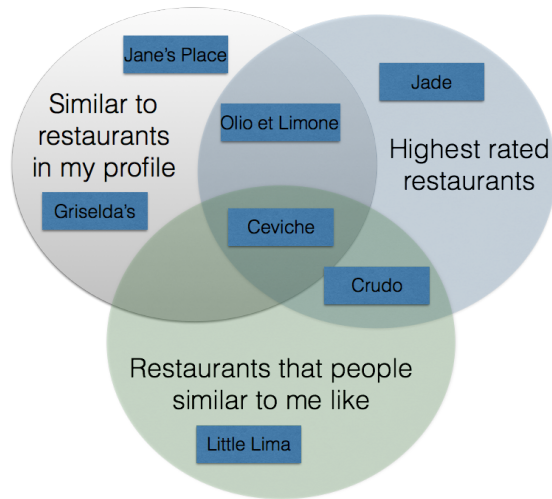 Jane's Place
Jade
Similar to
restaurants
in my profile
Olio et Limone
Highest rated
restaurants
Griselda's
Ceviche
Crudo
Restaurants that people
similar to me like
Little Lima